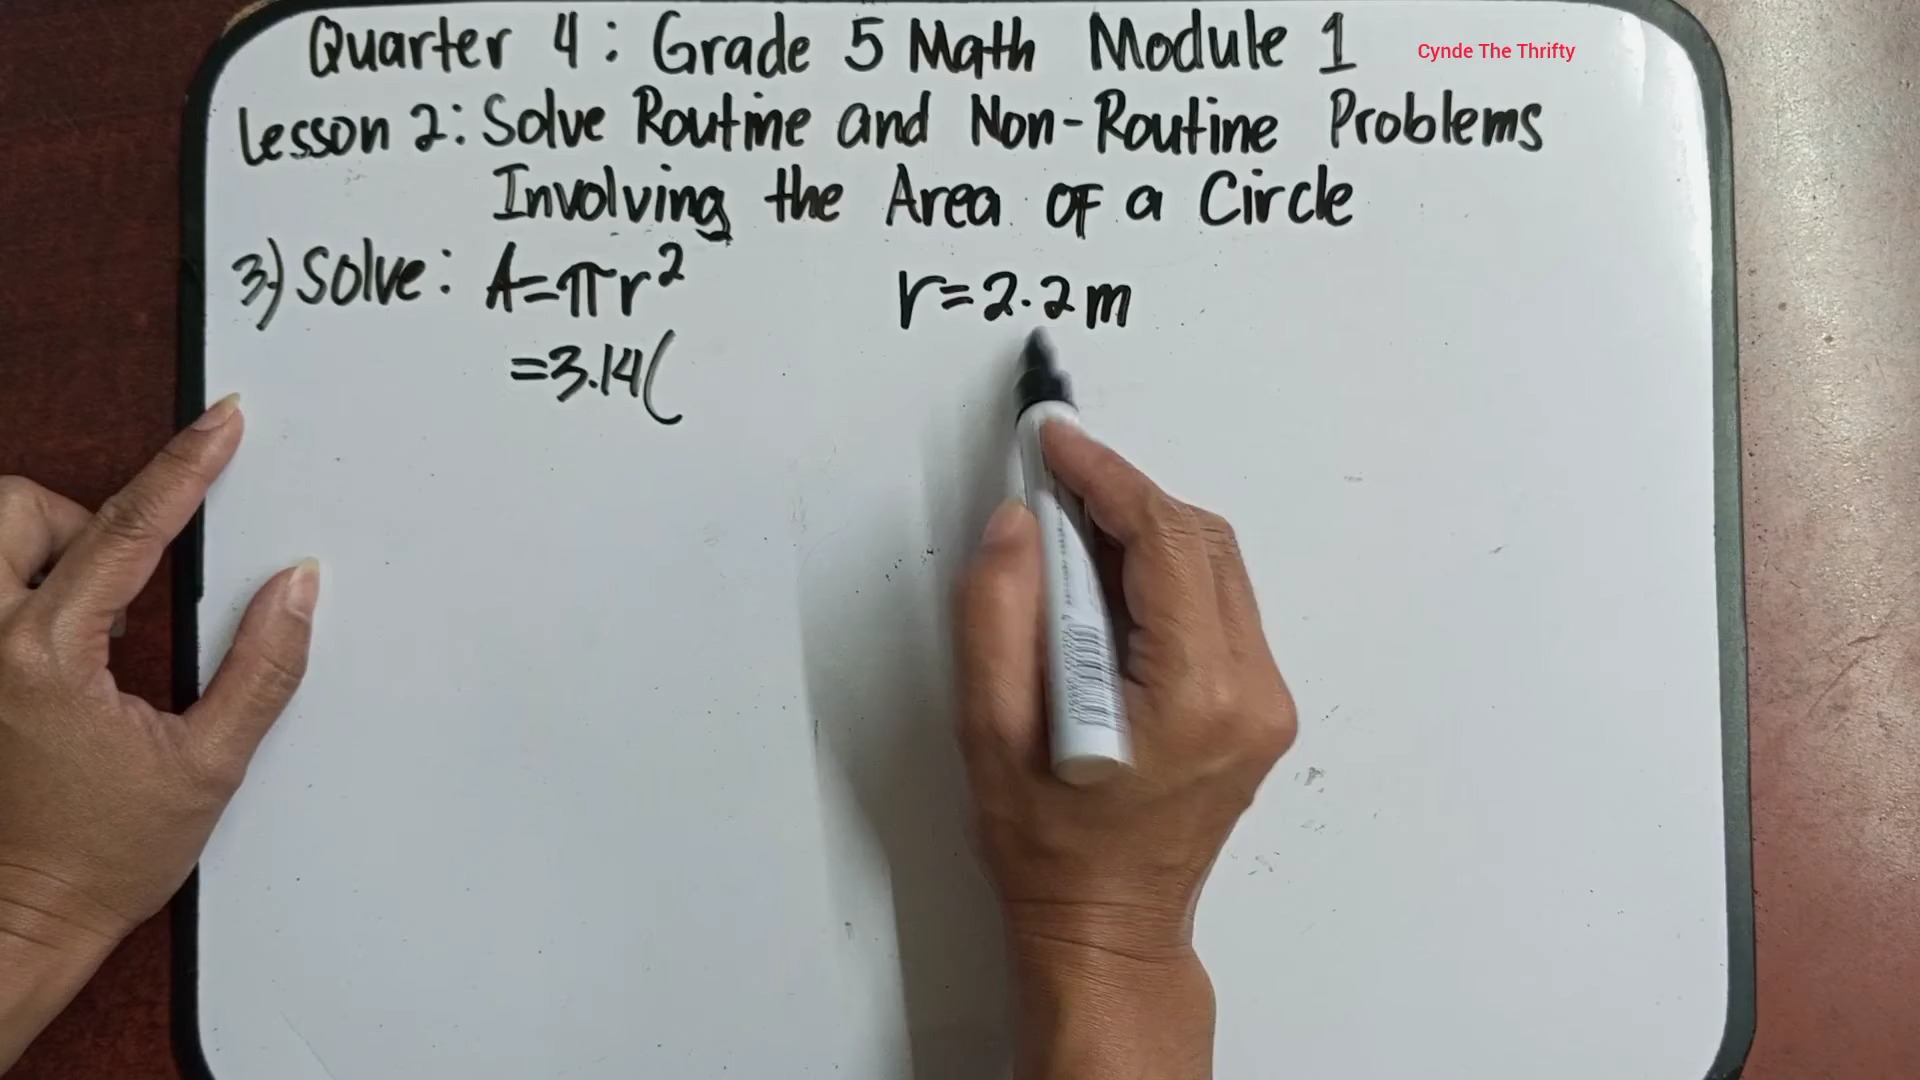 Quarter 4: Grade 5 Math Module 1
Cynde The Thrifty
Lesson 2: Solve Routine and Non-Routine Problems
Involving the Area of a Circle
3.) Solve: A=πr² r=2.2m
=3.14(